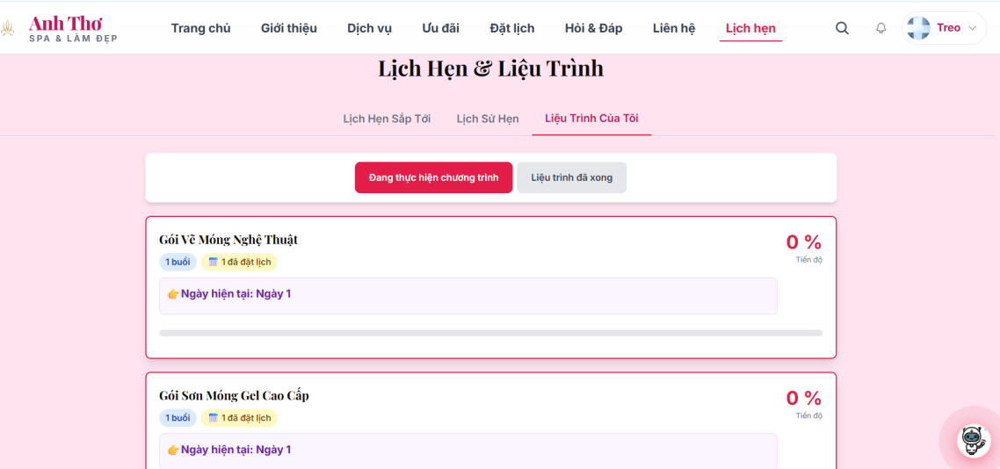 Anh Thơ
SPA & LÀM ĐẸP
Trang chủ Giới thiệu Dịch vụ Ưu đãi Đặt lịch Hỏi & Đáp Liên hệ Lịch hẹn Treo
Lịch Hẹn & Liệu Trình
Lịch Hẹn Sắp Tới Lịch Sử Hẹn Liệu Trình Của Tôi
Đang thực hiện chương trình Liệu trình đã xong
Gói Vẽ Móng Nghệ Thuật 0 %
1 buổi 1 đã đặt lịch Tiến độ
Ngày hiện tại: Ngày 1
Gói Sơn Móng Gel Cao Cấp 0 %
1 buổi 1 đã đặt lịch Tiến độ
Ngày hiện tại: Ngày 1